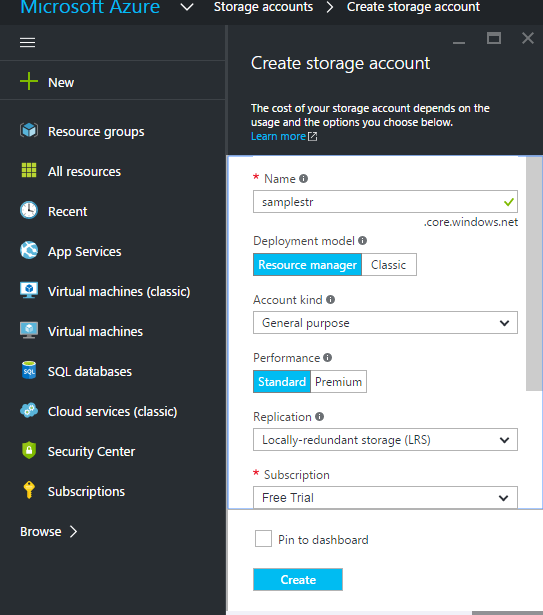 Microsoft Azure
Storage accounts
Create storage account
New
Resource groups
All resources
Recent
App Services
Virtual machines (classic)
Virtual machines
SQL
SQL databases
Cloud services (classic)
Security Center
Subscriptions
Browse
Create storage account
The cost of your storage account depends on the
usage and the options you choose below.
Learn more
* Name
samplestr
.core.windows.net
Deployment model
Resource manager Classic
Account kind
General purpose
Performance
Standard Premium
Replication
Locally-redundant storage (LRS)
* Subscription
Free Trial
Pin to dashboard
Create